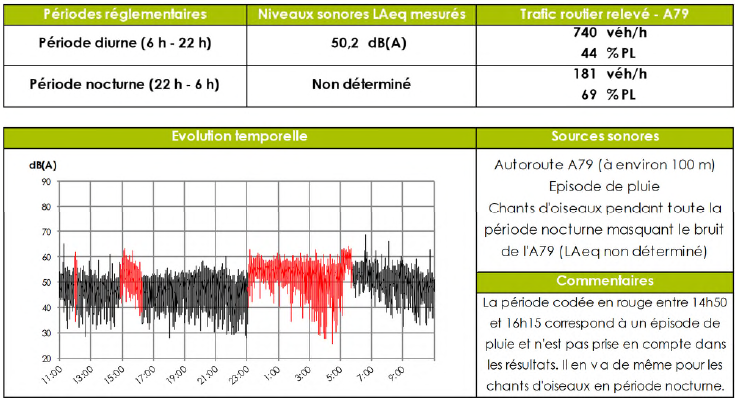 Périodes réglementaires
Niveaux sonores LAeq mesurés
Trafic routier relevé - A79
Période diurne (6 h - 22 h)
50,2 dB(A)
740 véh/h
44 % PL
Période nocturne (22 h - 6 h)
Non déterminé
181 véh/h
69 % PL
Evolution temporelle
dB(A)
90
80
70
60
50
40
30
20
11:00
13:00
15:00
17:00
19:00
21:00
23:00
1:00
3:00
5:00
7:00
9:00
Sources sonores
Autoroute A79 (à environ 100 m)
Episode de pluie
Chants d'oiseaux pendant toute la
période nocturne masquant le bruit
de l'A79 (LAeq non déterminé)
Commentaires
La période codée en rouge entre 14h50
et 16h15 correspond à un épisode de
pluie et n'est pas prise en compte dans
les résultats. Il en va de même pour les
chants d'oiseaux en période nocturne.